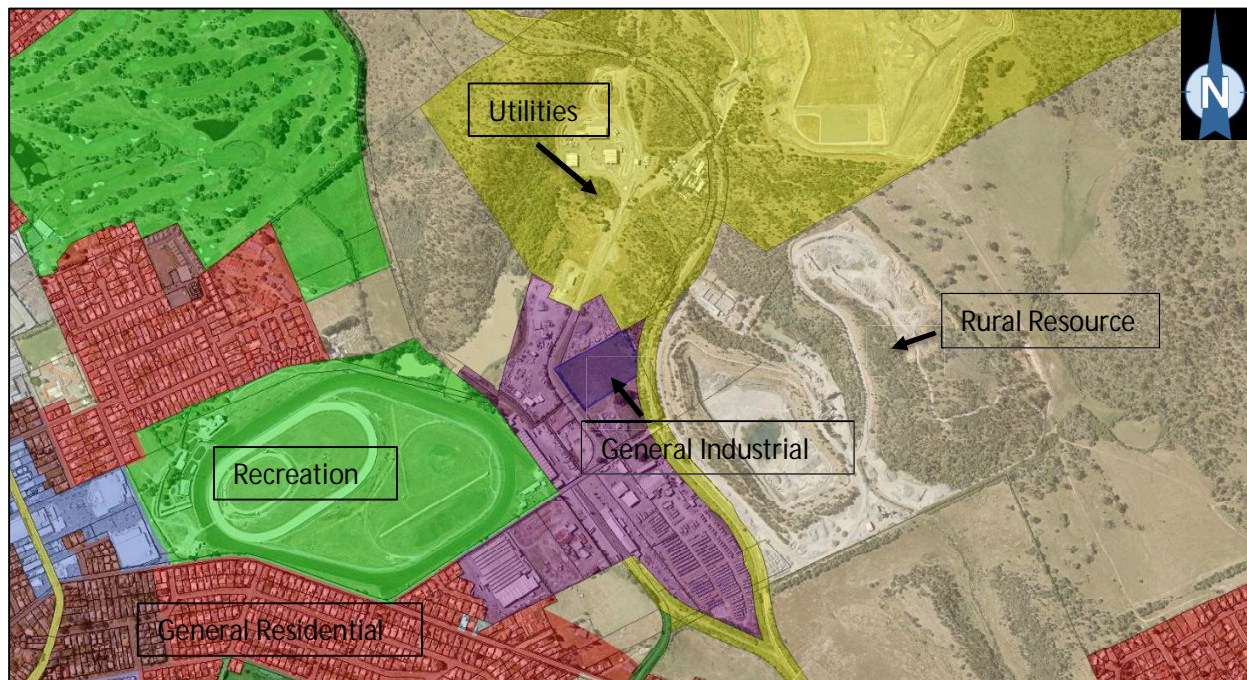 N
Utilities
Rural Resource
General Industrial
Recreation
General Residential